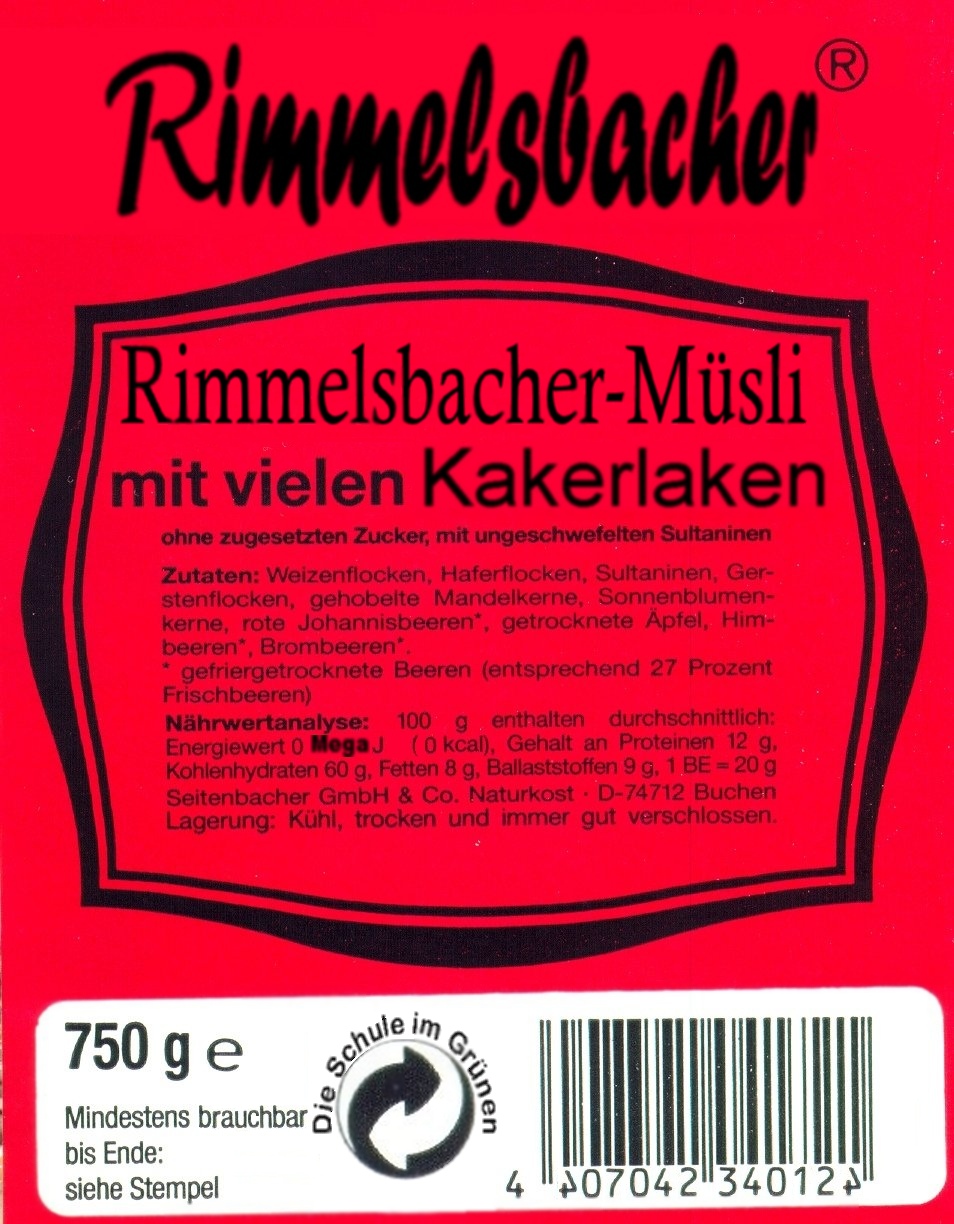 Rimmelsbacher®
Rimmelsbacher-Müsli
mit vielen Kakerlaken
ohne zugesetzten Zucker, mit ungeschwefelten Sultaninen
Zutaten: Weizenflocken, Haferflocken, Sultaninen, Ger-
stenflocken, gehobelte Mandelkerne, Sonnenblumen-
kerne, rote Johannisbeeren*, getrocknete Äpfel, Him-
beeren*, Brombeeren*.
* gefriergetrocknete Beeren (entsprechend 27 Prozent
Frischbeeren)
Nährwertanalyse: 100 g enthalten durchschnittlich:
Energiewert 0 MegaJ (0 kcal), Gehalt an Proteinen 12 g,
Kohlenhydraten 60 g, Fetten 8 g, Ballaststoffen 9 g, 1 BE = 20 g
Seitenbacher GmbH & Co. Naturkost · D-74712 Buchen
Lagerung: Kühl, trocken und immer gut verschlossen.
750 g e
Die Schule im Grünen
Mindestens brauchbar
bis Ende:
siehe Stempel
4 407042 340124